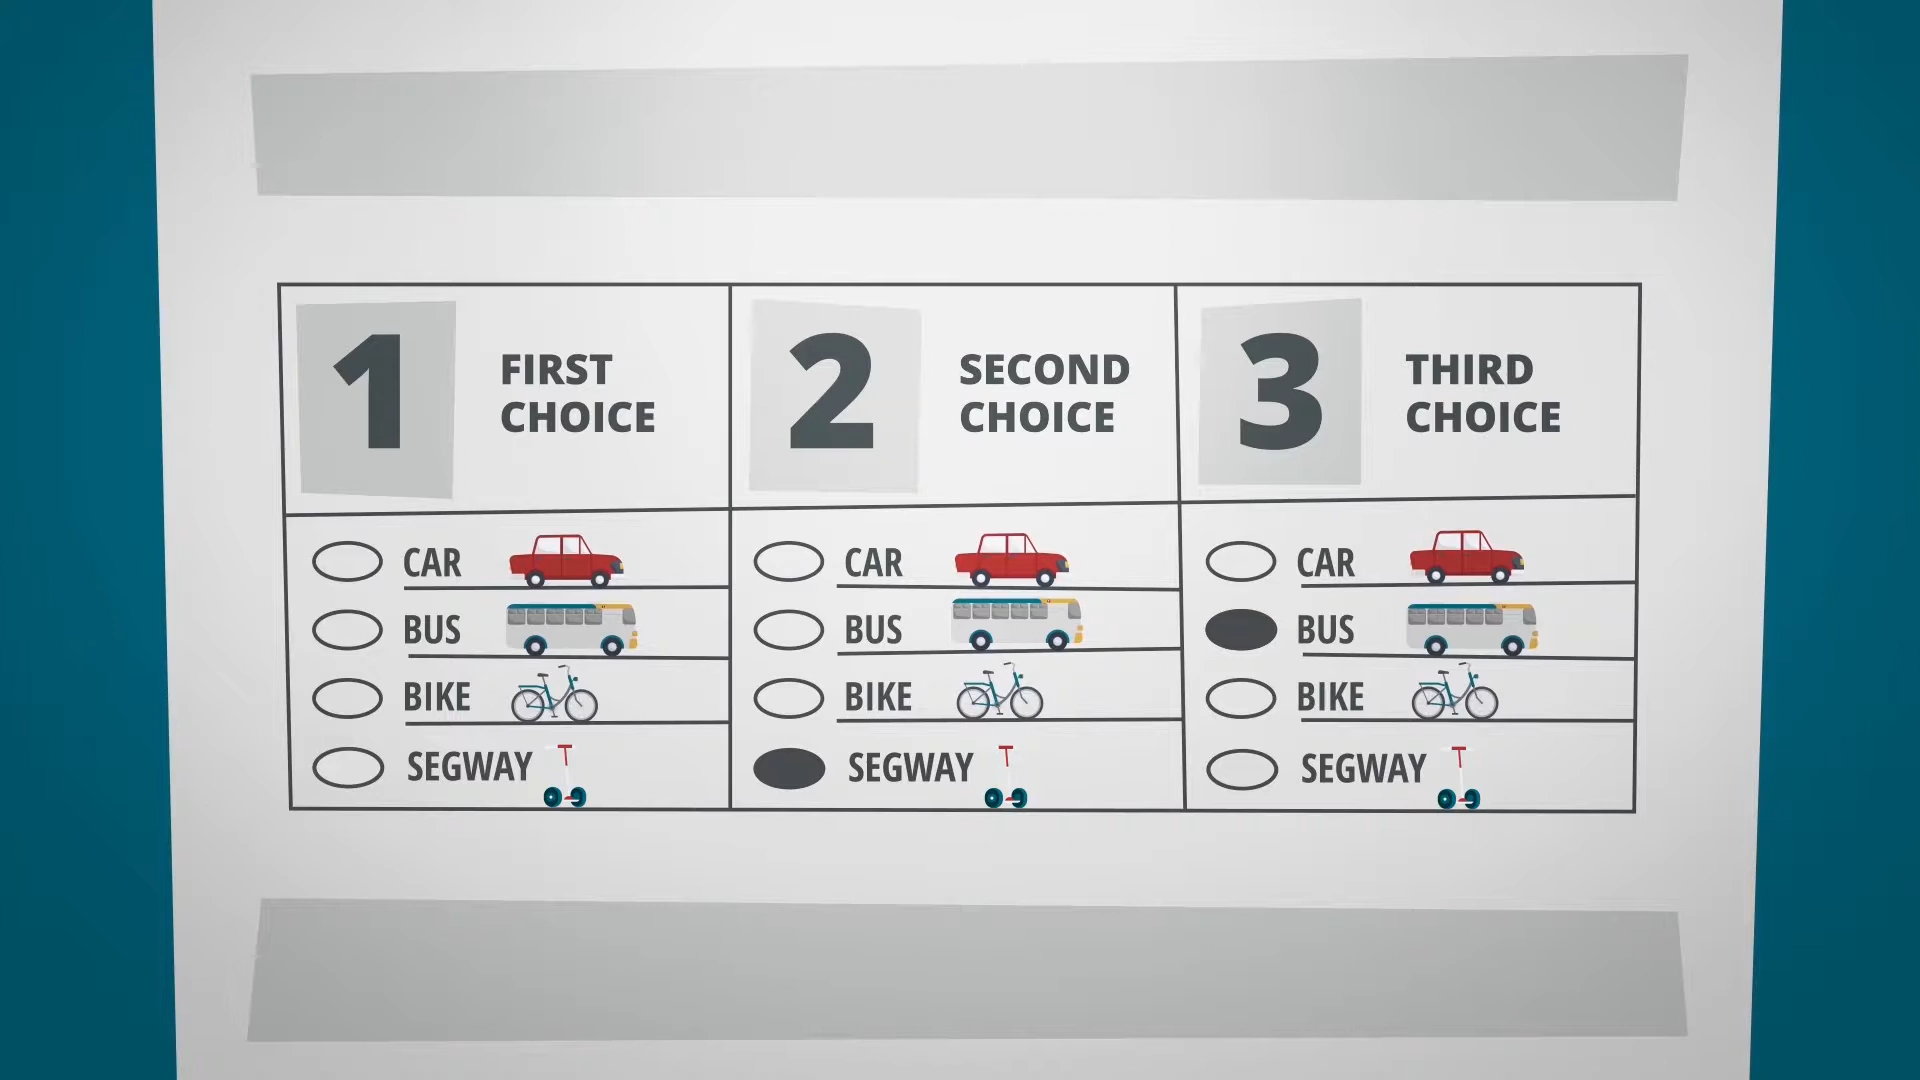 1
FIRST
CHOICE
2
SECOND
CHOICE
3
THIRD
CHOICE
CAR
BUS
BIKE
SEGWAY
CAR
BUS
BIKE
SEGWAY
CAR
BUS
BIKE
SEGWAY